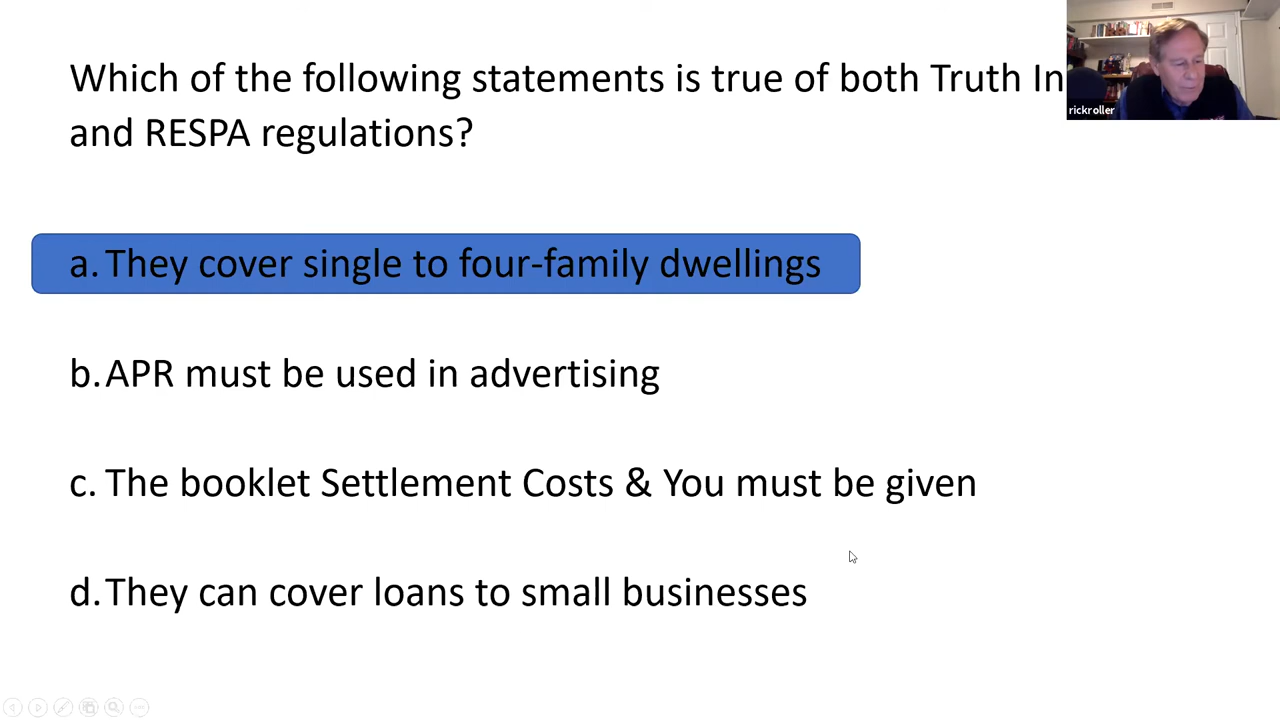 Which of the following statements is true of both Truth In
and RESPA regulations?
rickroller
a. They cover single to four-family dwellings
b. APR must be used in advertising
c. The booklet Settlement Costs & You must be given
d. They can cover loans to small businesses